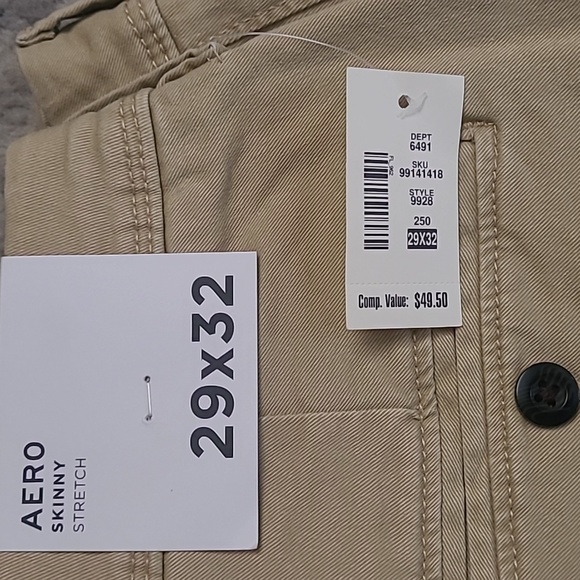 AERO
SKINNY
STRETCH
29x32
DEPT
6491
SKU
99141418
STYLE
9928
250
29X32
Comp. Value: $49.50